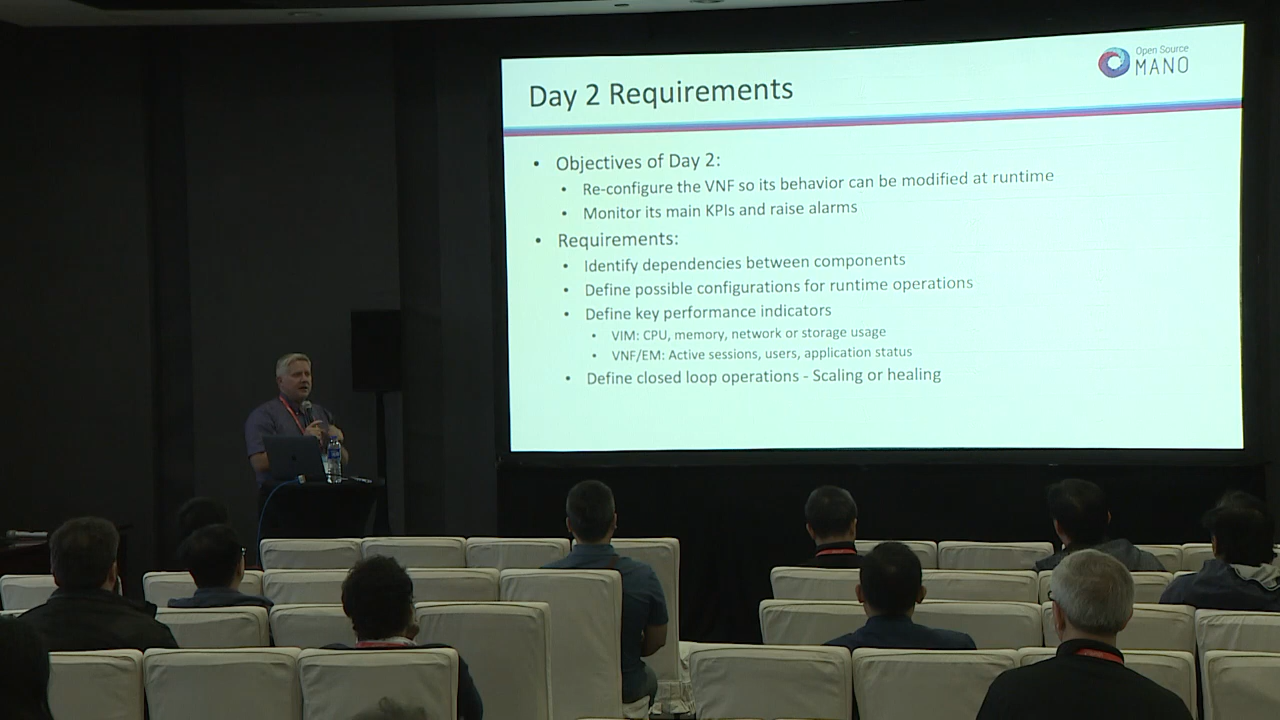 Open Source
MANO
Day 2 Requirements
• Objectives of Day 2:
• Re-configure the VNF so its behavior can be modified at runtime
• Monitor its main KPIs and raise alarms
• Requirements:
• Identify dependencies between components
• Define possible configurations for runtime operations
• Define key performance indicators
• VIM: CPU, memory, network or storage usage
• VNF/EM: Active sessions, users, application status
• Define closed loop operations - Scaling or healing